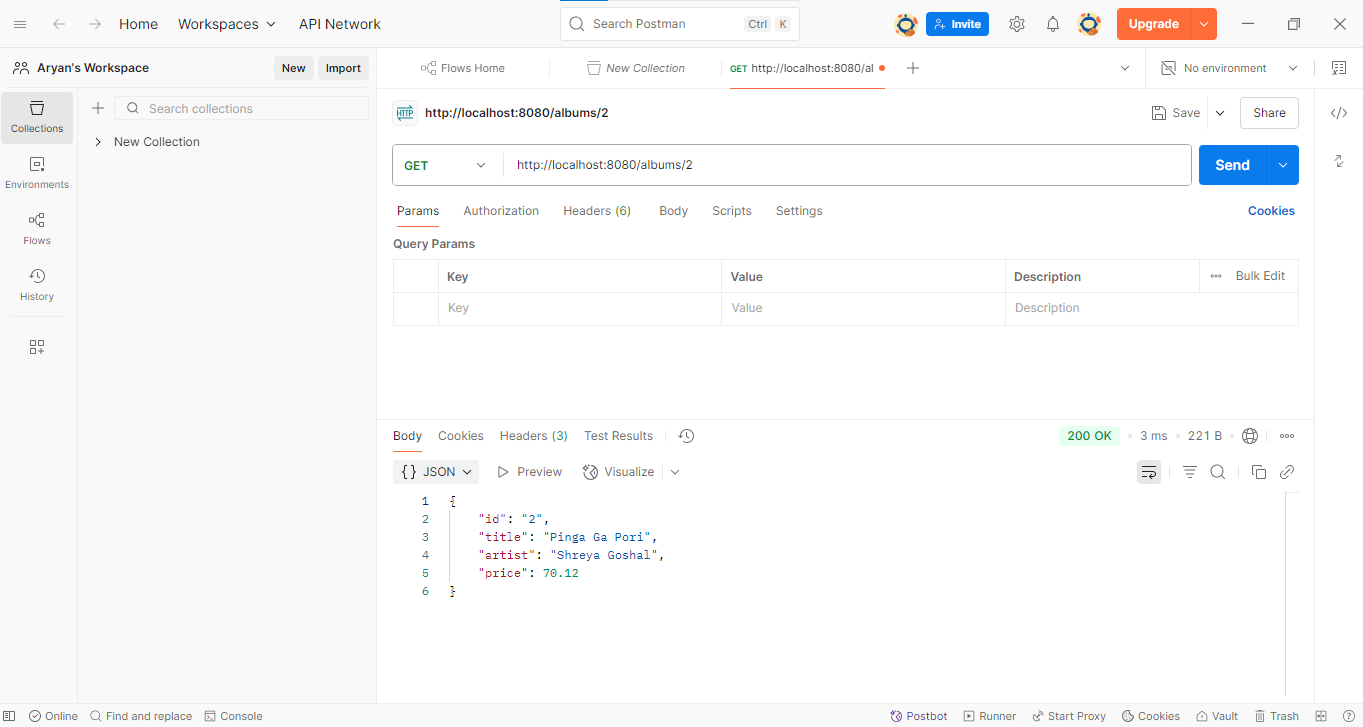 Home Workspaces API Network Search Postman Ctrl K Invite Upgrade
Aryan's Workspace New Import Flows Home New Collection GET http://localhost:8080/al No environment
Collections
Search collections
New Collection
Environments
Flows
History
HTTP http://localhost:8080/albums/2 Save Share
GET http://localhost:8080/albums/2 Send
Params Authorization Headers (6) Body Scripts Settings Cookies
Query Params
Key Value Description Bulk Edit
Key Value Description
Body Cookies Headers (3) Test Results 200 OK 3 ms 221 B
{} JSON Preview Visualize
1 {
2 "id": "2",
3 "title": "Pinga Ga Pori",
4 "artist": "Shreya Goshal",
5 "price": 70.12
6 }
Online Find and replace Console Postbot Runner Start Proxy Cookies Vault Trash